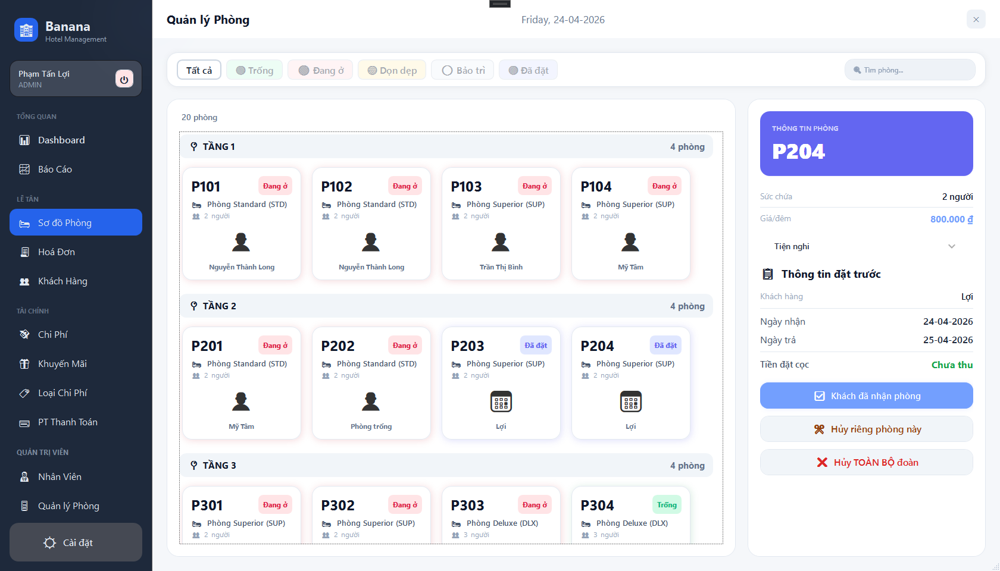 Banana
Hotel Management
Phạm Tấn Lợi
ADMIN
TỔNG QUAN
Dashboard
Báo Cáo
LỄ TÂN
Sơ đồ Phòng
Hoá Đơn
Khách Hàng
TÀI CHÍNH
Chi Phí
Khuyến Mãi
Loại Chi Phí
PT Thanh Toán
QUẢN TRỊ VIÊN
Nhân Viên
Quản lý Phòng
Cài đặt
Quản lý Phòng
Friday, 24-04-2026
Tất cả
Trống
Đang ở
Dọn dẹp
Bảo trì
Đã đặt
Tìm phòng...
20 phòng
TẦNG 1
4 phòng
P101
Đang ở
Phòng Standard (STD)
2 người
Nguyễn Thành Long
P102
Đang ở
Phòng Standard (STD)
2 người
Nguyễn Thành Long
P103
Đang ở
Phòng Superior (SUP)
2 người
Trần Thị Bình
P104
Đang ở
Phòng Superior (SUP)
2 người
Mỹ Tâm
TẦNG 2
4 phòng
P201
Đang ở
Phòng Standard (STD)
2 người
Mỹ Tâm
P202
Đang ở
Phòng Standard (STD)
2 người
Phòng trống
P203
Đã đặt
Phòng Superior (SUP)
2 người
Lợi
P204
Đã đặt
Phòng Superior (SUP)
2 người
Lợi
TẦNG 3
4 phòng
P301
Đang ở
Phòng Superior (SUP)
2 người
P302
Đang ở
Phòng Superior (SUP)
2 người
P303
Đang ở
Phòng Deluxe (DLX)
3 người
P304
Trống
Phòng Deluxe (DLX)
3 người
THÔNG TIN PHÒNG
P204
Sức chứa
2 người
Giá/đêm
800.000 ₫
Tiện nghi
Thông tin đặt trước
Khách hàng
Lợi
Ngày nhận
24-04-2026
Ngày trả
25-04-2026
Tiền đặt cọc
Chưa thu
Khách đã nhận phòng
Hủy riêng phòng này
Hủy TOÀN BỘ đoàn